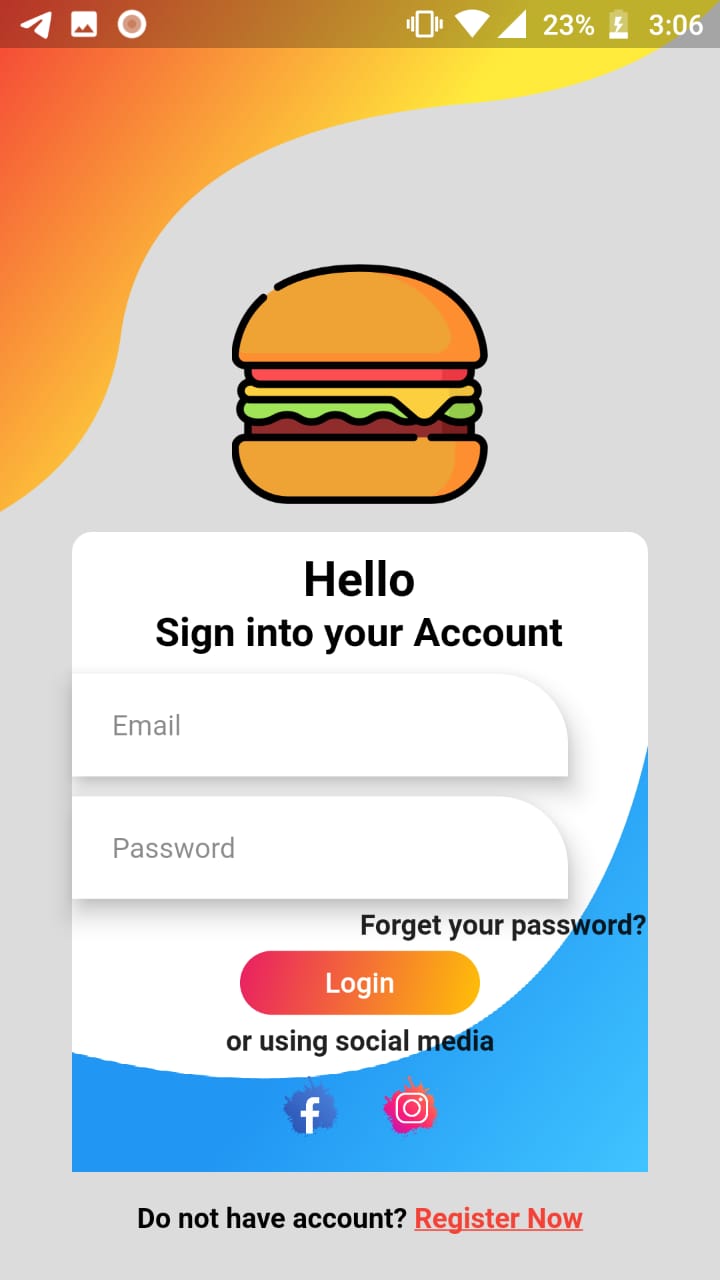 23% 3:06
Hello
Sign into your Account
Email
Password
Forget your password?
Login
or using social media
Do not have account? Register Now